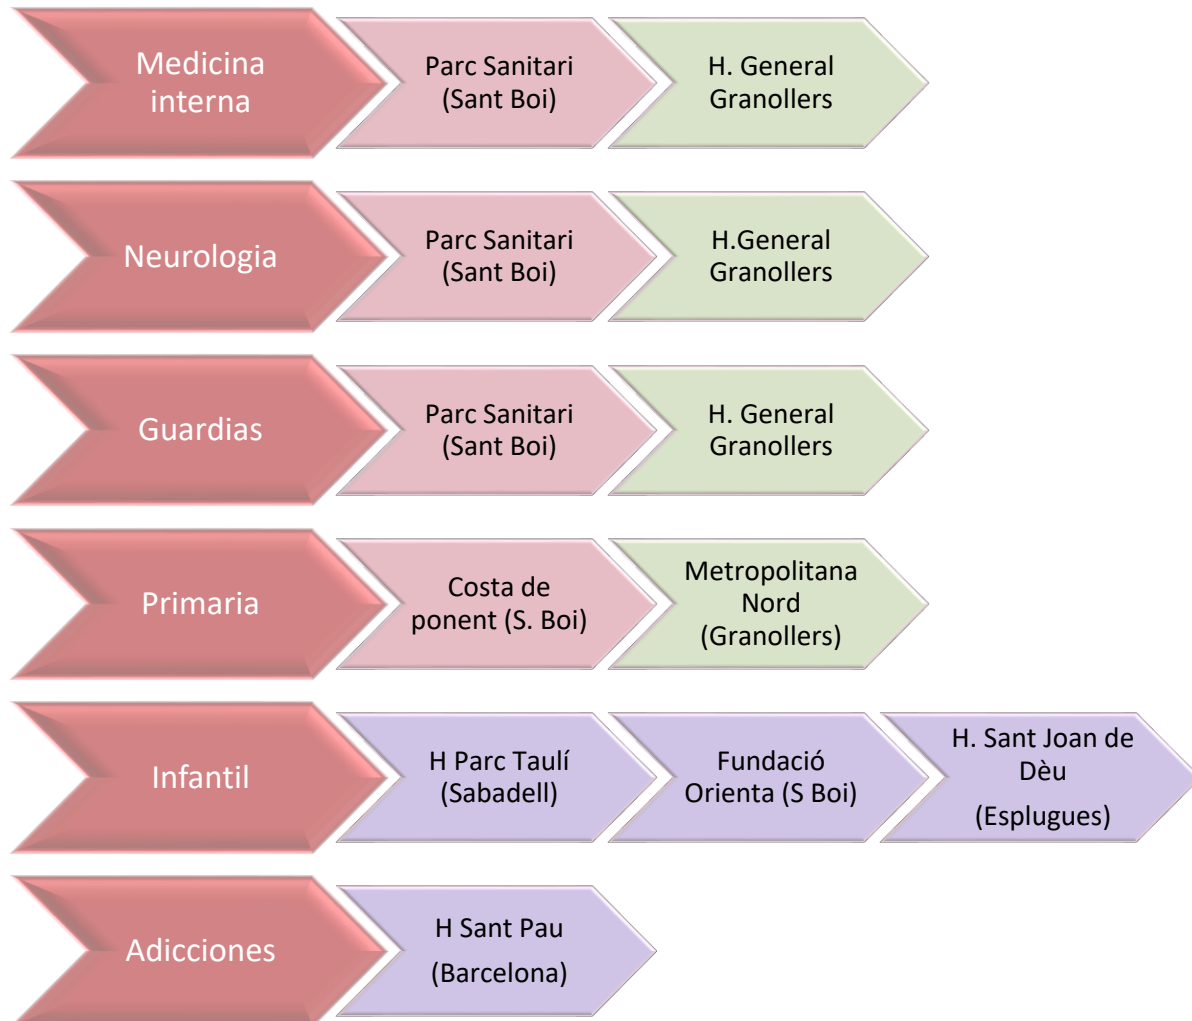 Medicina
interna
Parc Sanitari
(Sant Boi)
H. General
Granollers
Neurologia
Parc Sanitari
(Sant Boi)
H.General
Granollers
Guardias
Parc Sanitari
(Sant Boi)
H. General
Granollers
Primaria
Costa de
ponent (S. Boi)
Metropolitana
Nord
(Granollers)
Infantil
H Parc Taulí
(Sabadell)
Fundació
Orienta (S Boi)
H. Sant Joan de
Dèu
(Esplugues)
Adicciones
H Sant Pau
(Barcelona)